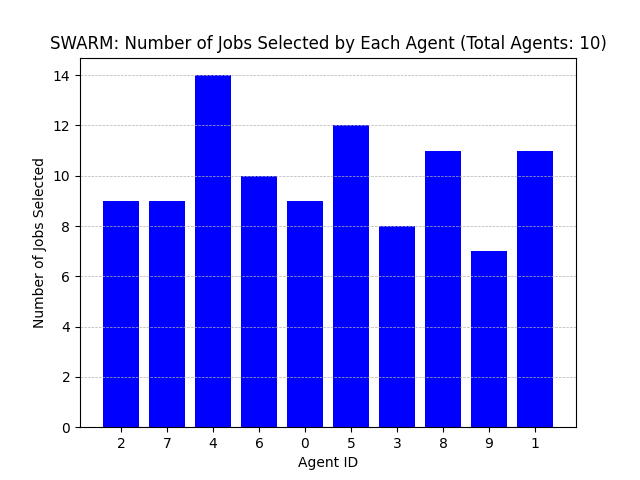 SWARM: Number of Jobs Selected by Each Agent (Total Agents: 10)
14
12
10
8
6
4
2
0
Number of Jobs Selected
2 7 4 6 0 5 3 8 9 1
Agent ID